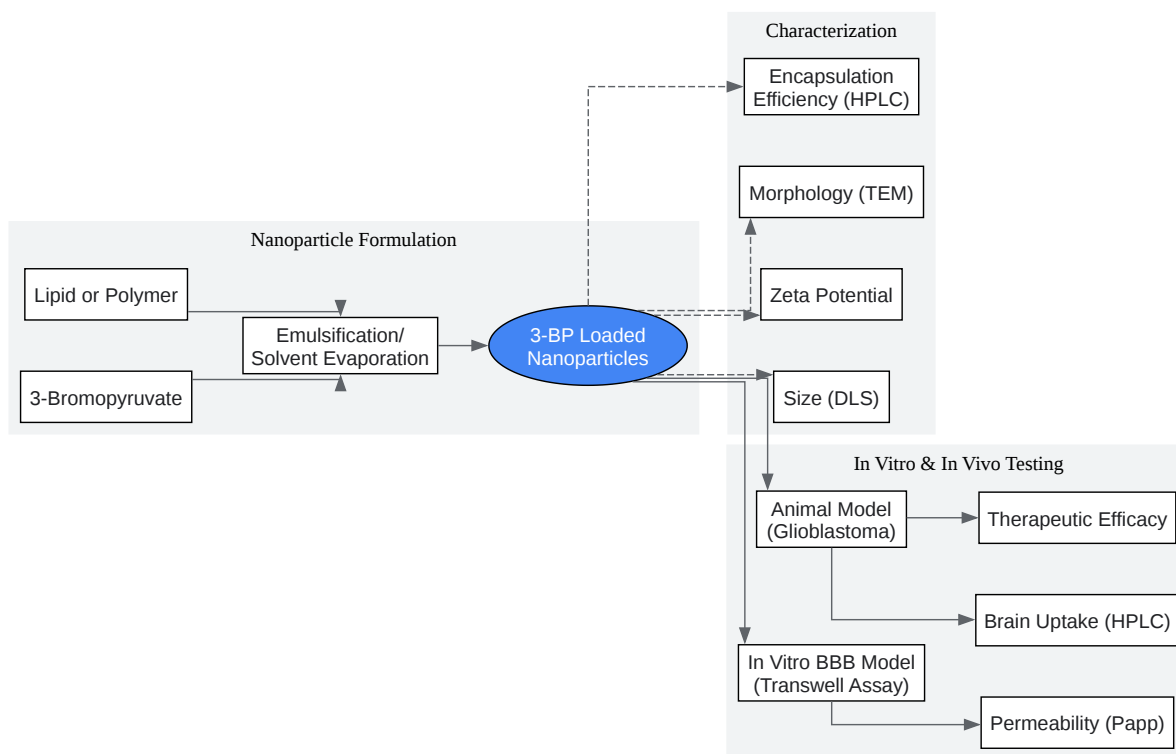 Characterization
Encapsulation
Efficiency (HPLC)
Morphology (TEM)
Zeta Potential
Size (DLS)
Nanoparticle Formulation
Lipid or Polymer
3-Bromopyruvate
Emulsification/
Solvent Evaporation
3-BP Loaded
Nanoparticles
In Vitro & In Vivo Testing
Animal Model
(Glioblastoma)
Therapeutic Efficacy
Brain Uptake (HPLC)
In Vitro BBB Model
(Transwell Assay)
Permeability (Papp)